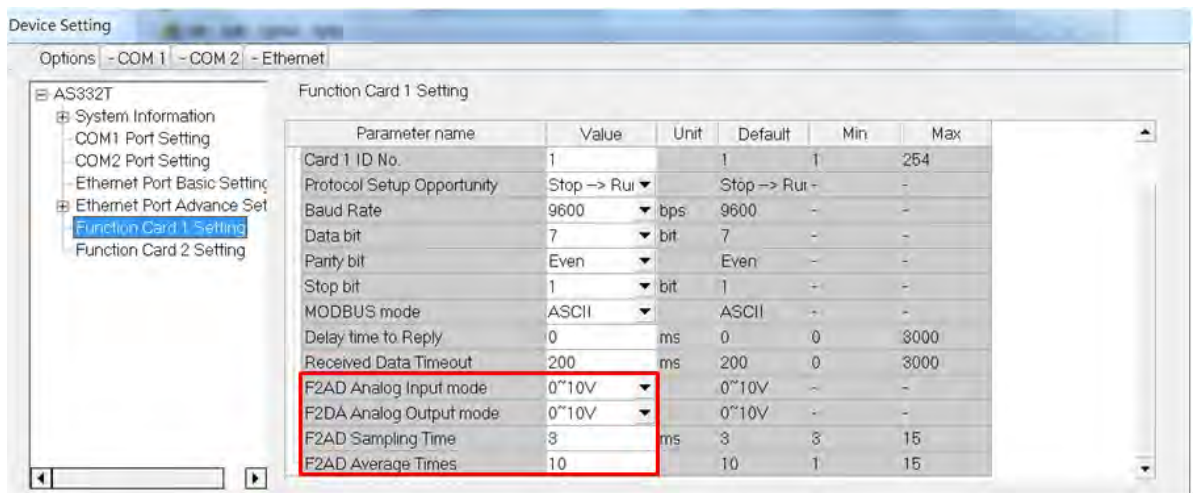 Device Setting
Options - COM 1 - COM 2 - Ethernet
AS332T
System Information
COM1 Port Setting
COM2 Port Setting
Ethernet Port Basic Setting
Ethernet Port Advance Set
Function Card 1 Setting
Function Card 2 Setting
Function Card 1 Setting
Parameter name Value Unit Default Min Max
Card 1 ID No. 1 1 1 254
Protocol Setup Opportunity Stop --> Rur Stop --> Rur - -
Baud Rate 9600 bps 9600 - -
Data bit 7 bit 7 - -
Parity bit Even Even - -
Stop bit 1 bit 1 - -
MODBUS mode ASCII ASCII - -
Delay time to Reply 0 ms 0 0 3000
Received Data Timeout 200 ms 200 0 3000
F2AD Analog Input mode 0~10V 0~10V - -
F2DA Analog Output mode 0~10V 0~10V - -
F2AD Sampling Time 3 ms 3 3 15
F2AD Average Times 10 10 1 15